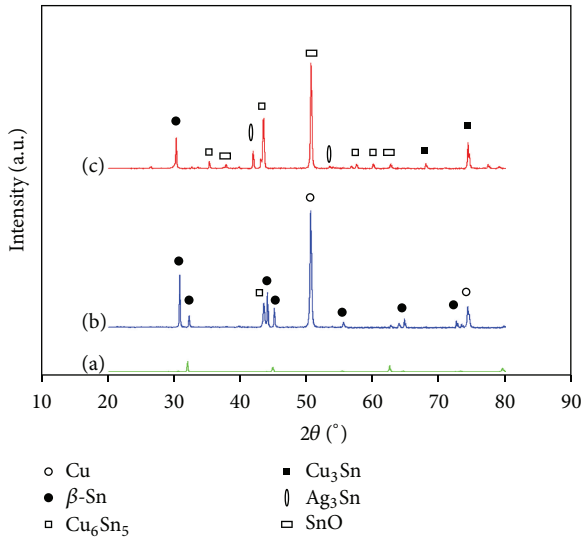 Intensity (a.u.)
(c)
(b)
(a)
10 20 30 40 50 60 70 80 90
2θ (°)
Cu
β-Sn
Cu₆Sn₅
Cu₃Sn
Ag₃Sn
SnO